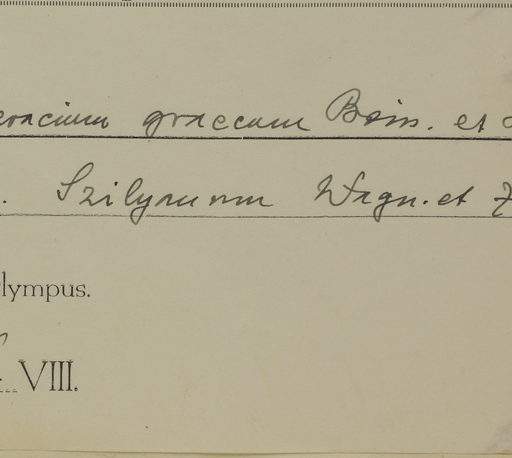 eracium graecum Boiss. et
. Szilyanum Wagn. et Z
lympus.
VIII.